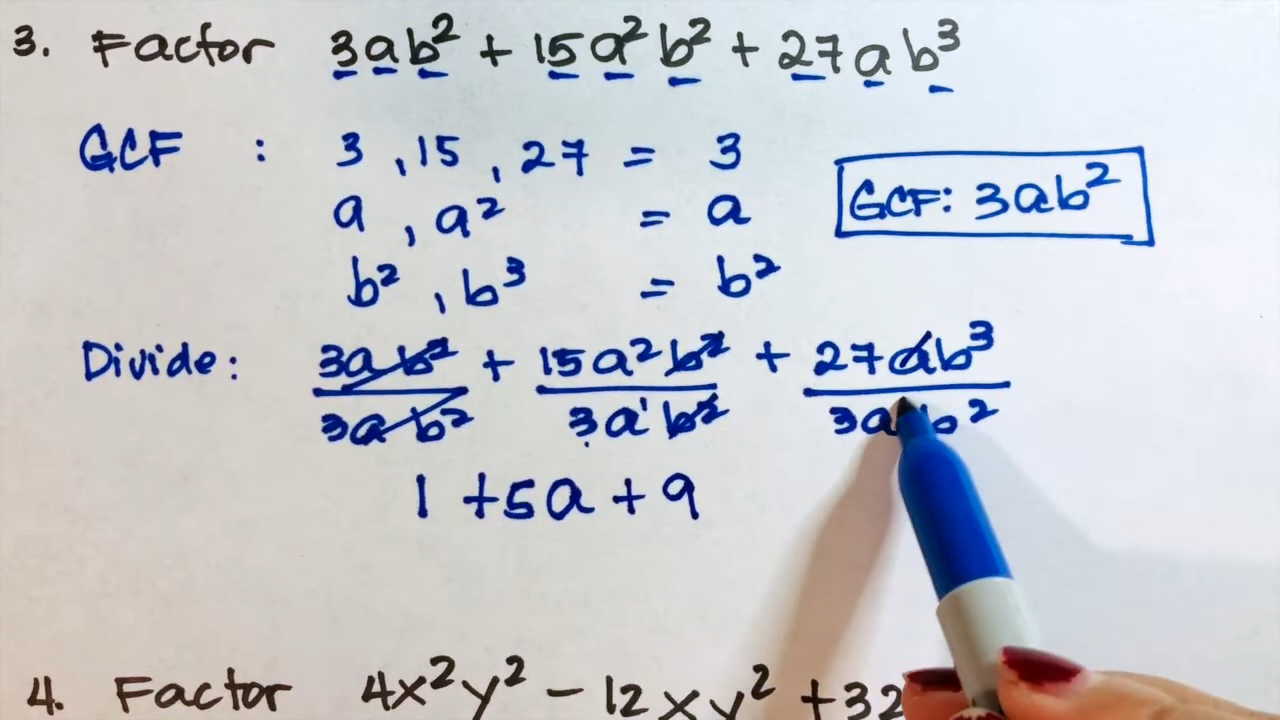 3. Factor 3ab² + 15a²b² + 27ab³
GCF : 3, 15, 27 = 3
a, a² = a
b², b³ = b²
GCF: 3ab²
Divide: 3ab² + 15a²b² + 27ab³
3ab² 3a¹b² 3ab²
1 + 5a + 9
4. Factor 4x²y² - 12xy² + 32